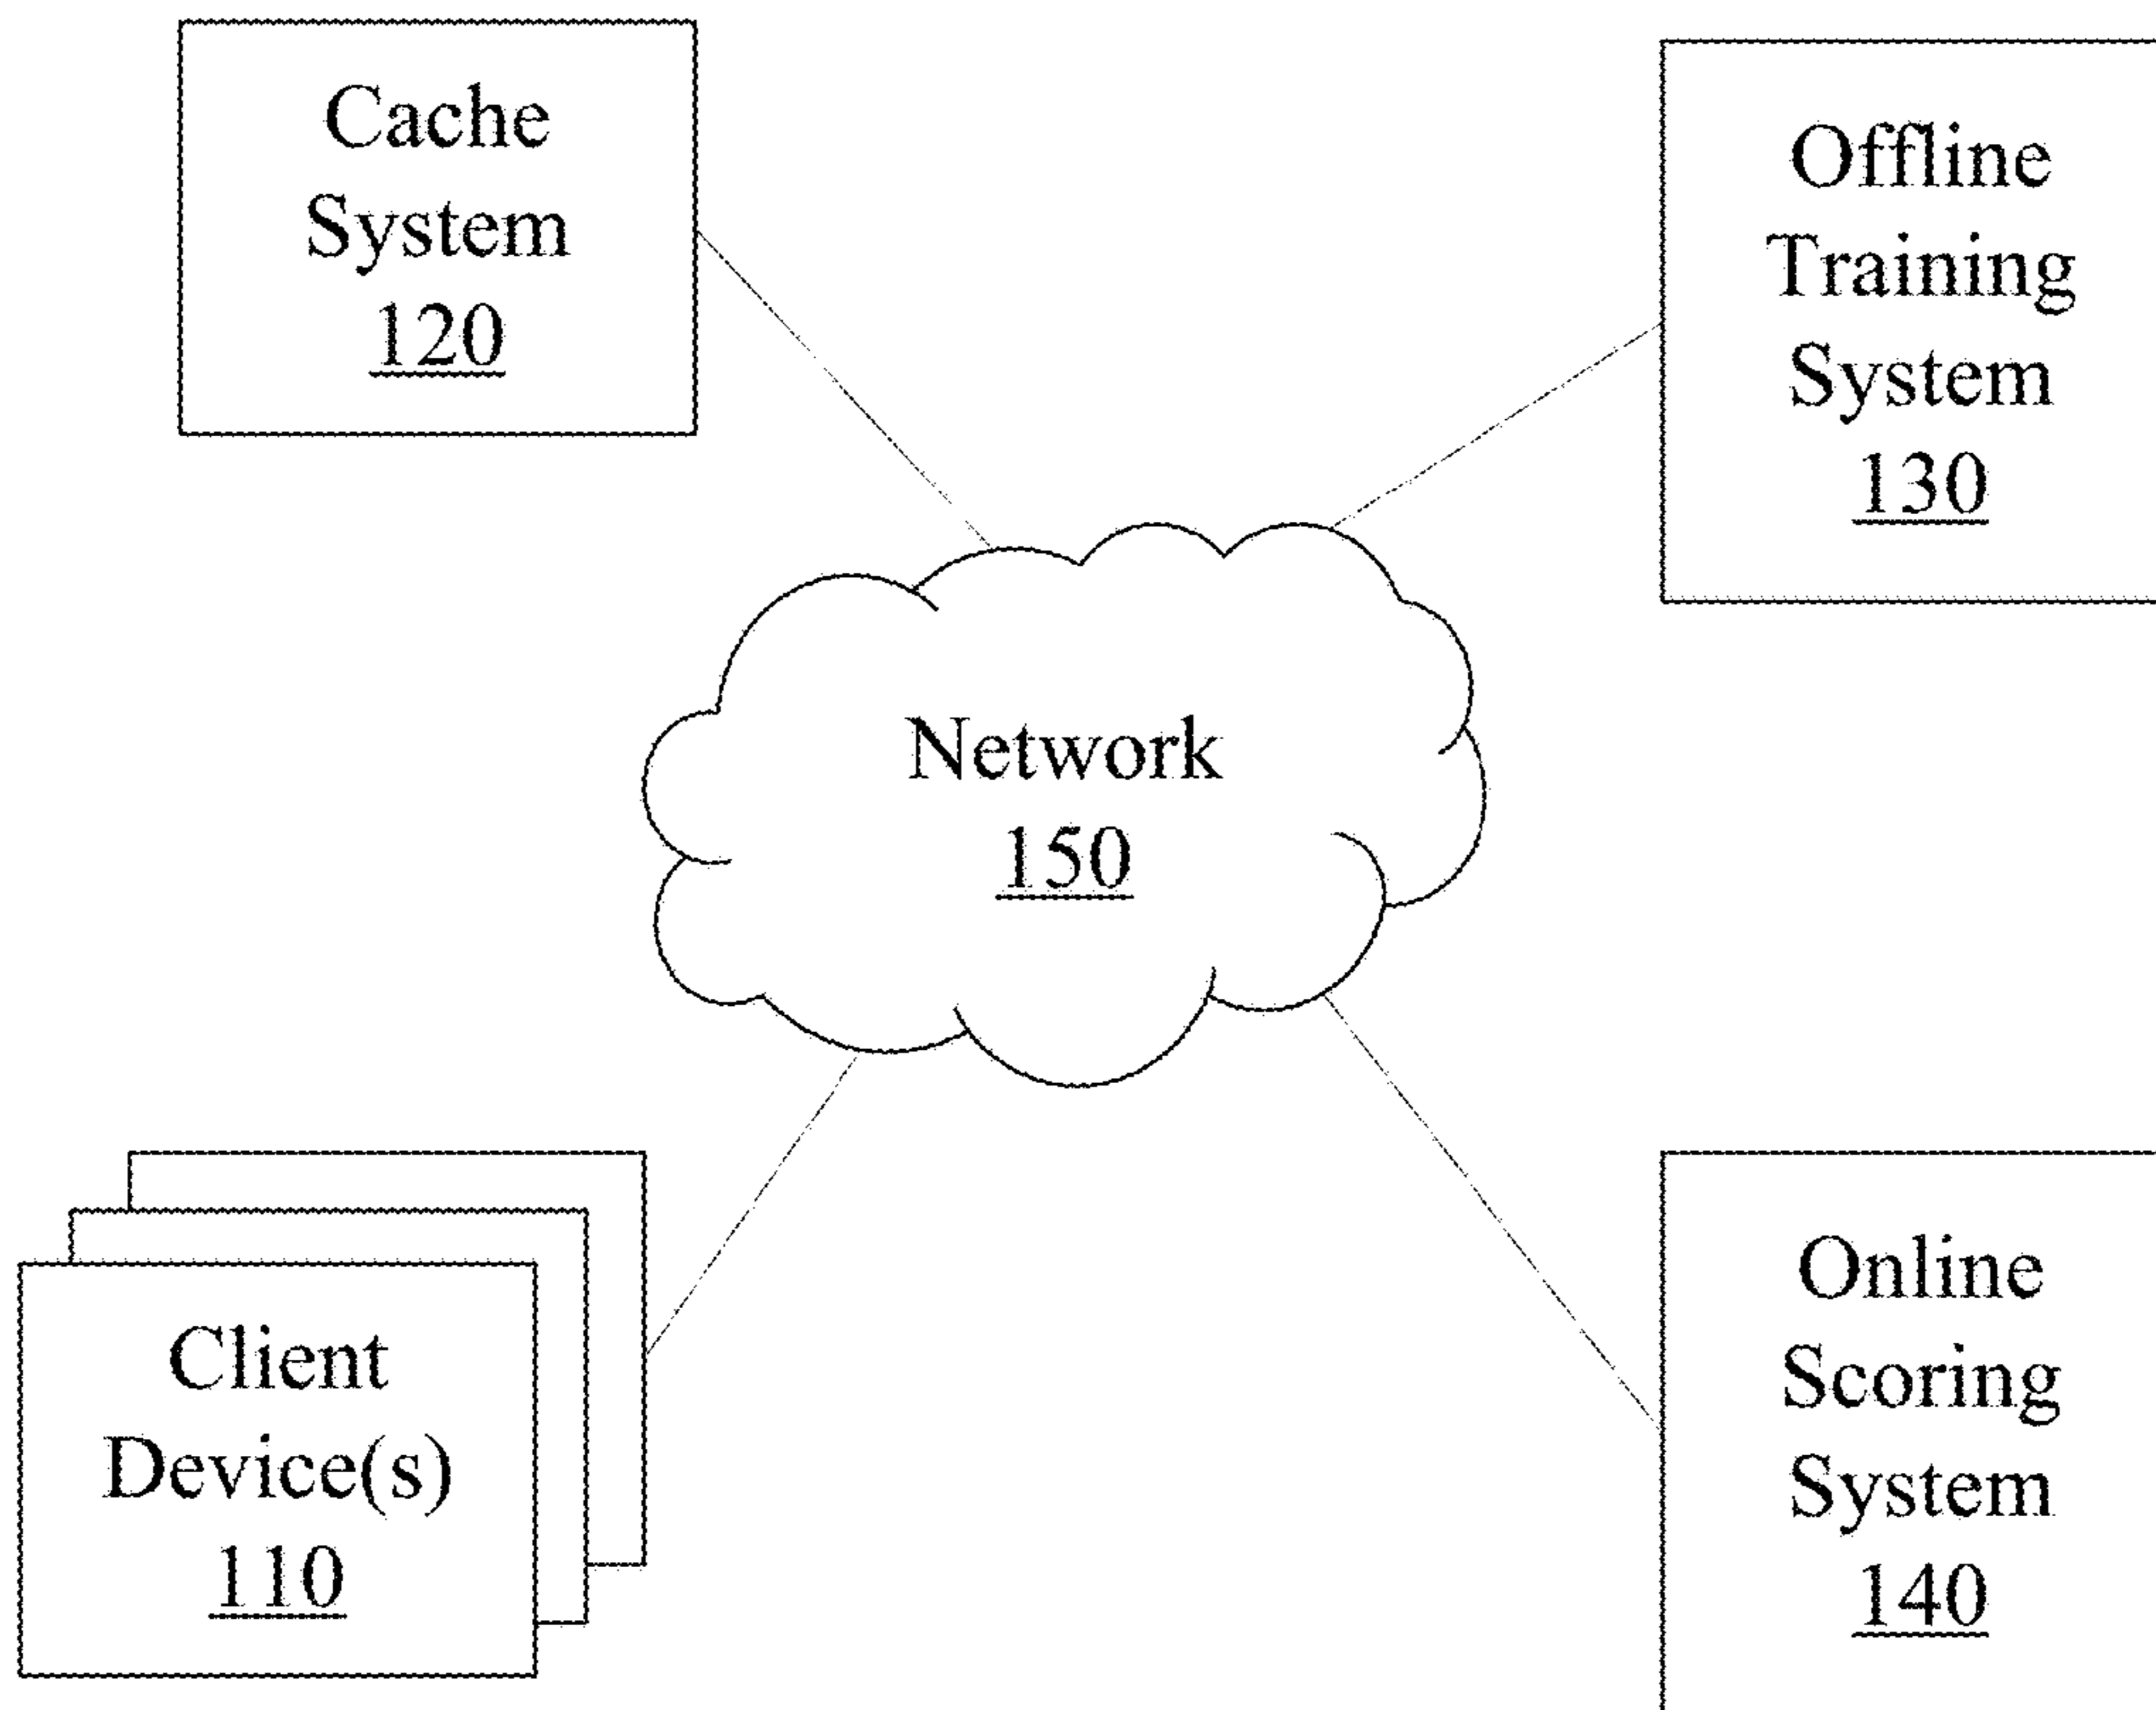 Cache
System
120
Offline
Training
System
130
Network
150
Client
Device(s)
110
Online
Scoring
System
140